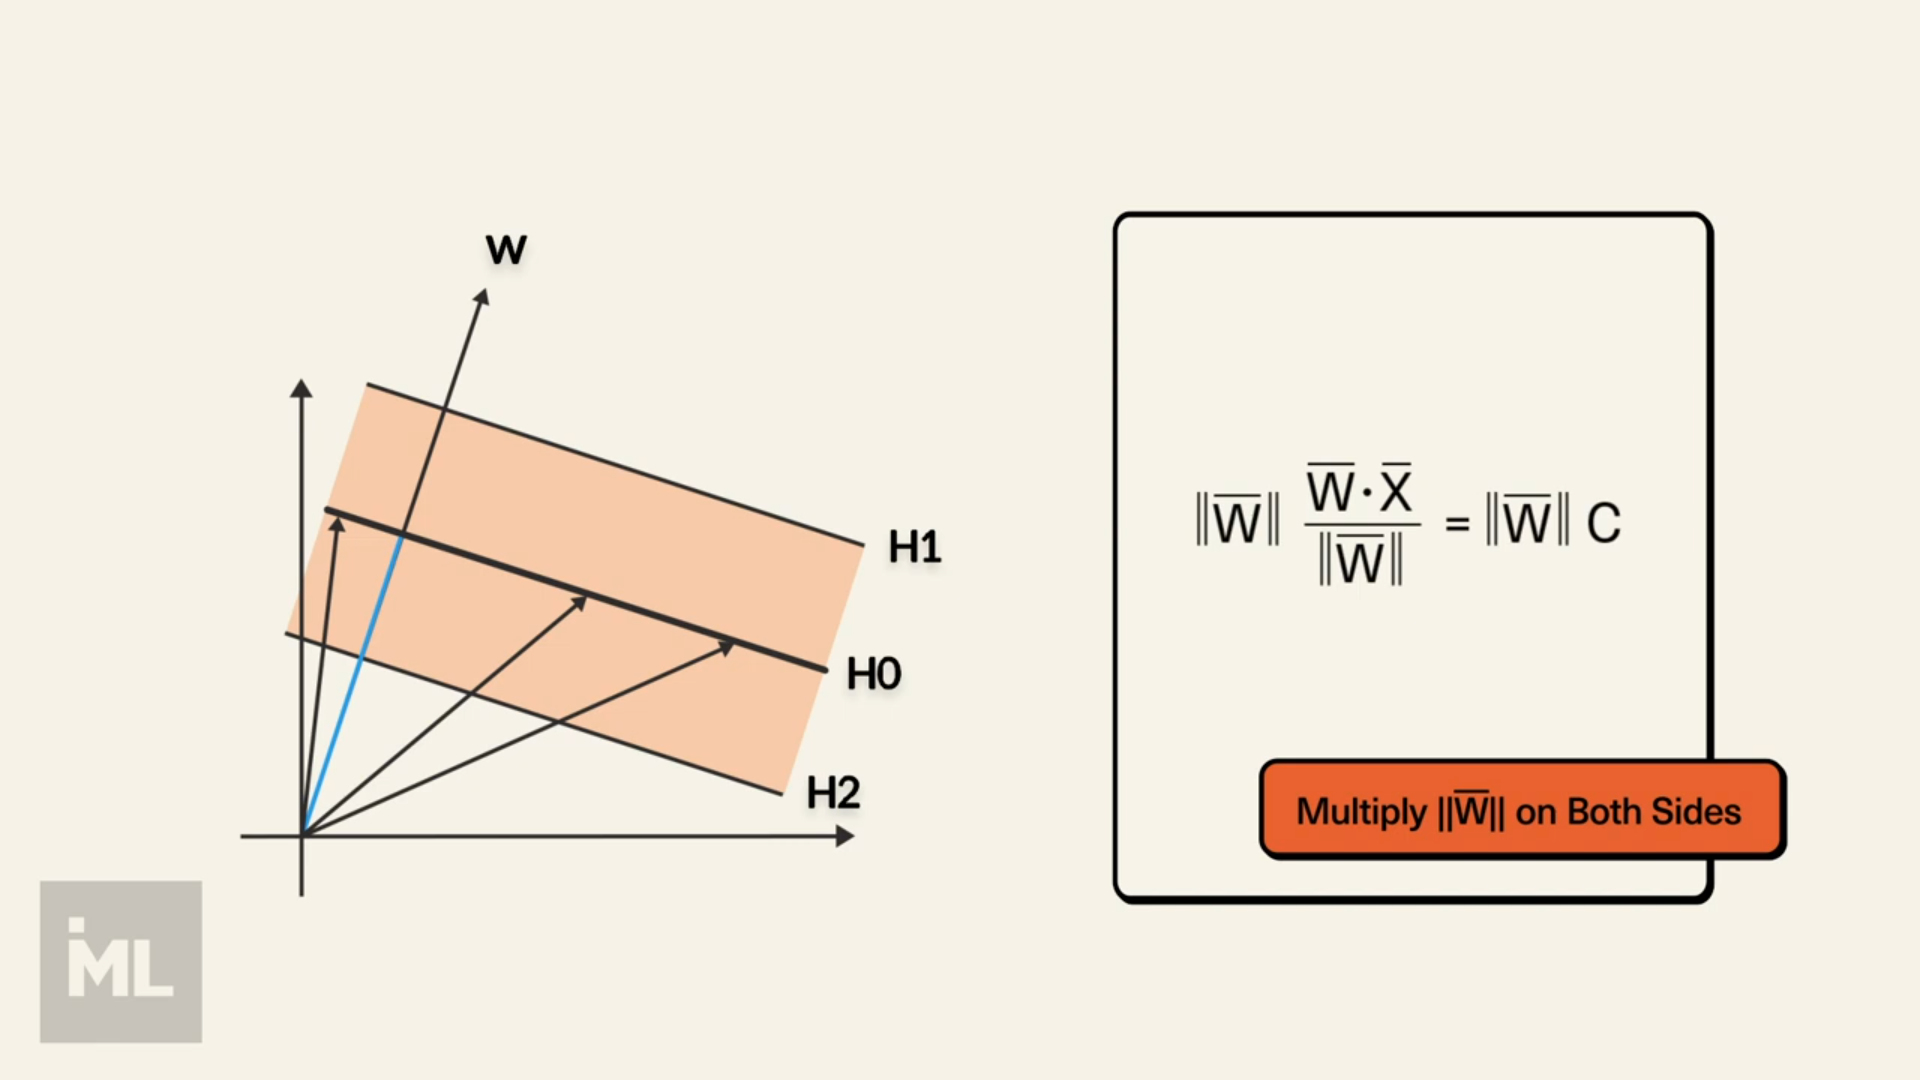 W
H1
H0
H2
‖W̅‖ W̅·X̅ / ‖W̅‖ = ‖W̅‖ C
Multiply ||W̅|| on Both Sides
iML